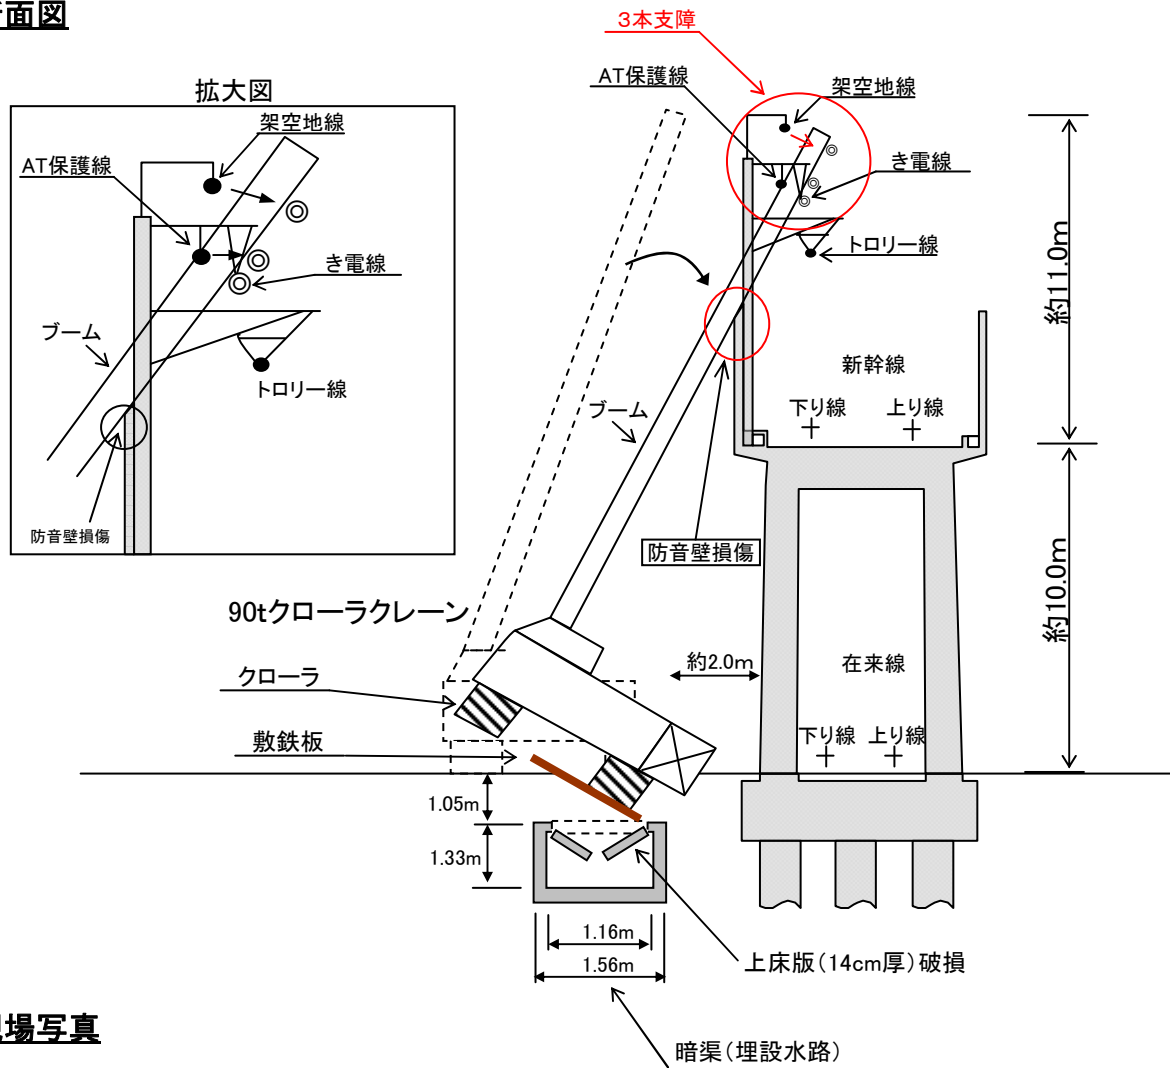 面図
3本支障
AT保護線
架空地線
き電線
トロリー線
拡大図
架空地線
AT保護線
き電線
ブーム
トロリー線
防音壁損傷
約11.0m
新幹線
下り線
上り線
ブーム
防音壁損傷
90tクローラクレーン
約10.0m
約2.0m
在来線
クローラ
敷鉄板
下り線
上り線
1.05m
1.33m
1.16m
1.56m
上床版(14cm厚)破損
場写真
暗渠(埋設水路)